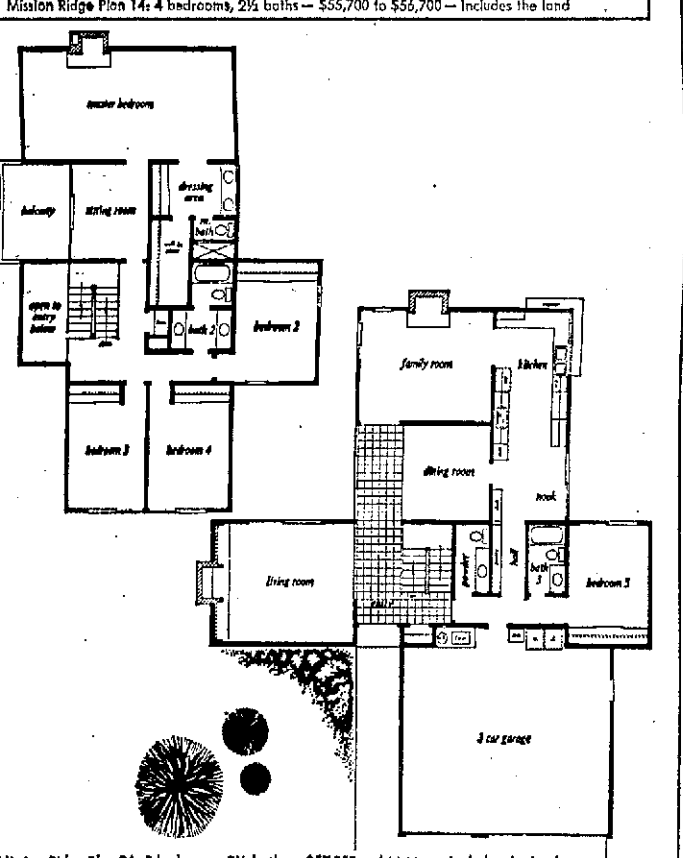 Mission Ridge Plan 14: 4 bedrooms, 2½ baths — $55,700 to $56,700 — Includes the land
master bedroom
dressing
area
balcony
sitting room
m.
bath
open to
entry
below
bath 2
bedroom 2
bedroom 3
bedroom 4
family room
kitchen
dining room
nook
living room
entry
powder
hall
bath
3
bedroom 5
3 car garage